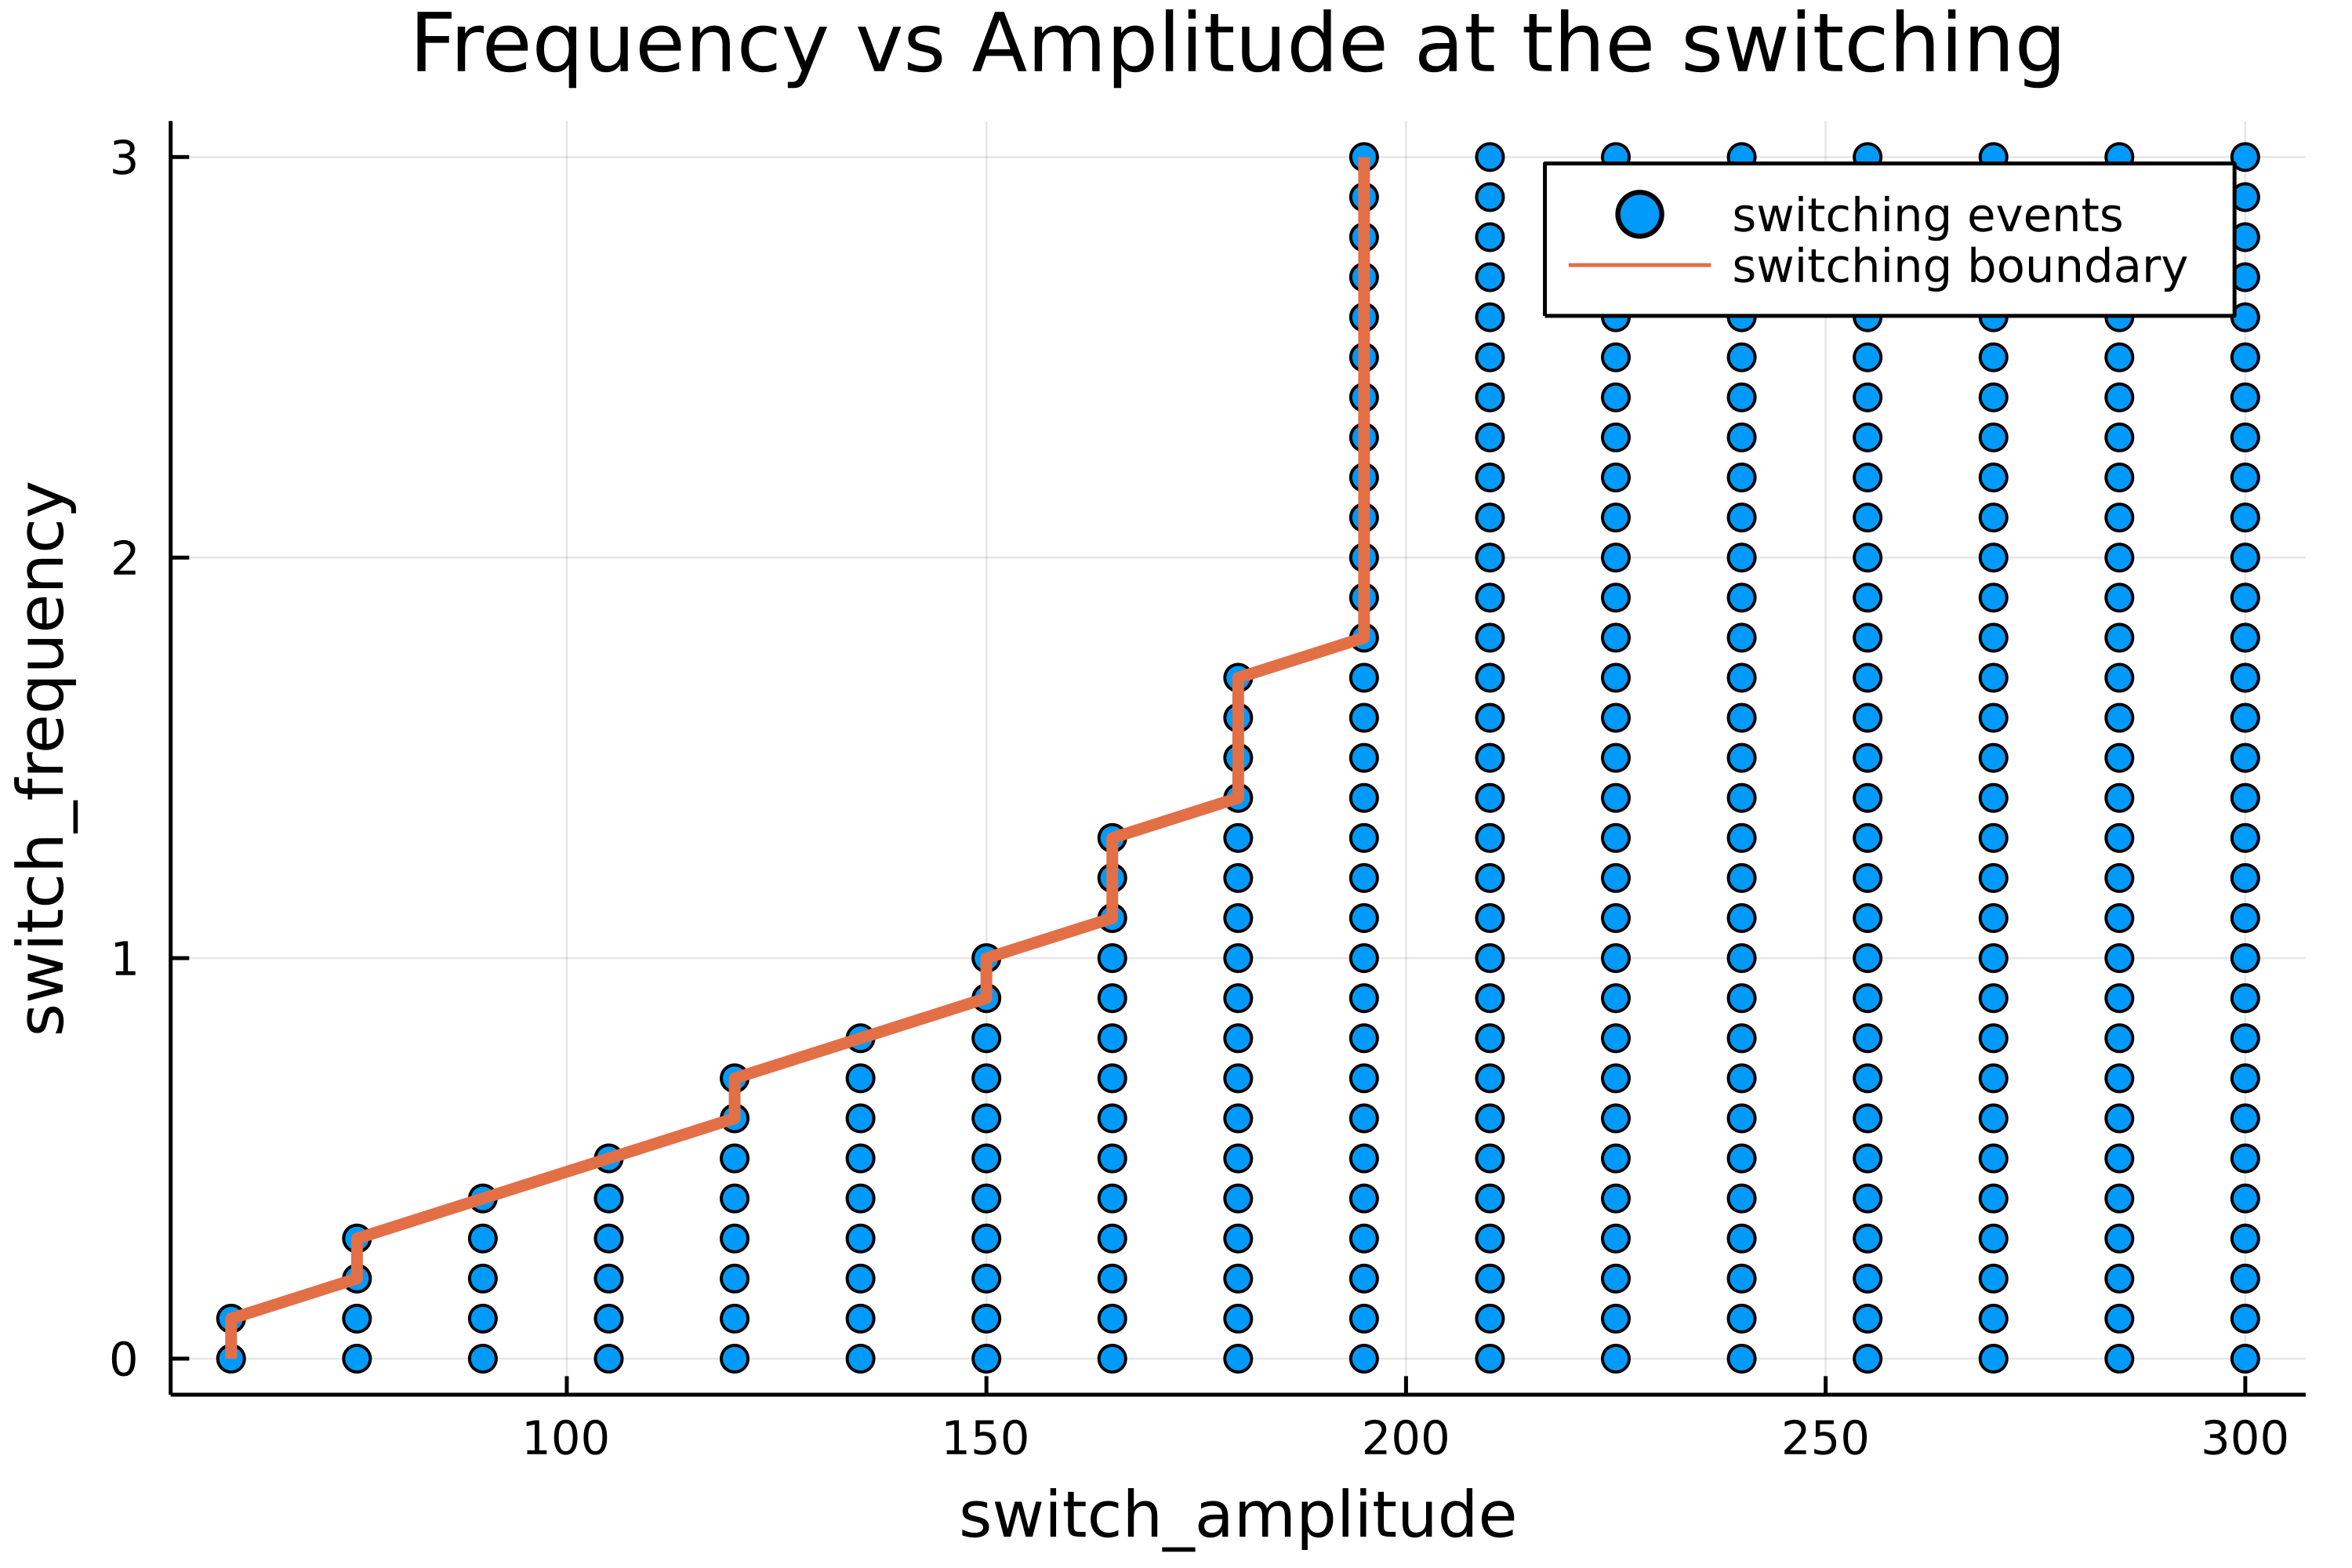 Frequency vs Amplitude at the switching
switching events
switching boundary
switch_frequency
3
2
1
0
100 150 200 250 300
switch_amplitude